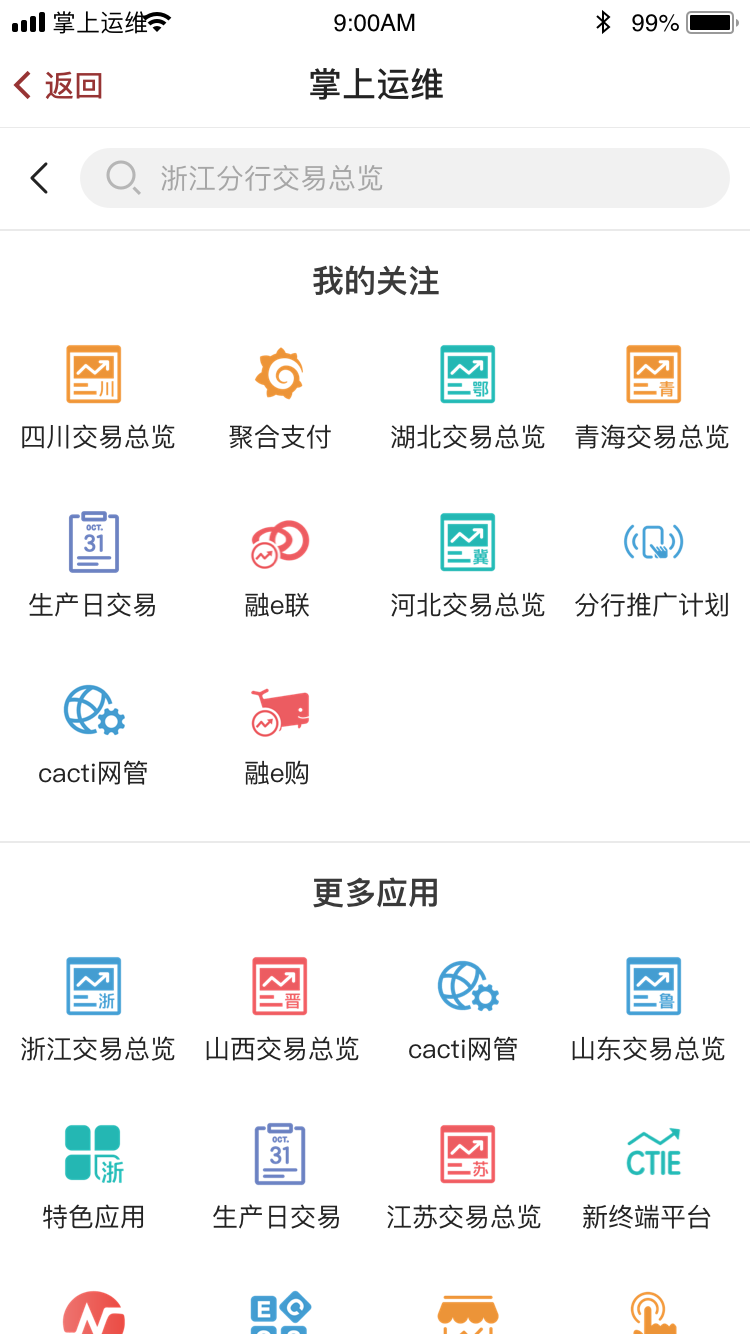 掌上运维 9:00AM 99%
返回 掌上运维
浙江分行交易总览
我的关注
川 鄂 青
四川交易总览 聚合支付 湖北交易总览 青海交易总览
OCT.
31 冀
生产日交易 融e联 河北交易总览 分行推广计划
cacti网管 融e购
更多应用
浙 晋 鲁
浙江交易总览 山西交易总览 cacti网管 山东交易总览
浙 OCT.
31 苏 CTIE
特色应用 生产日交易 江苏交易总览 新终端平台
E C